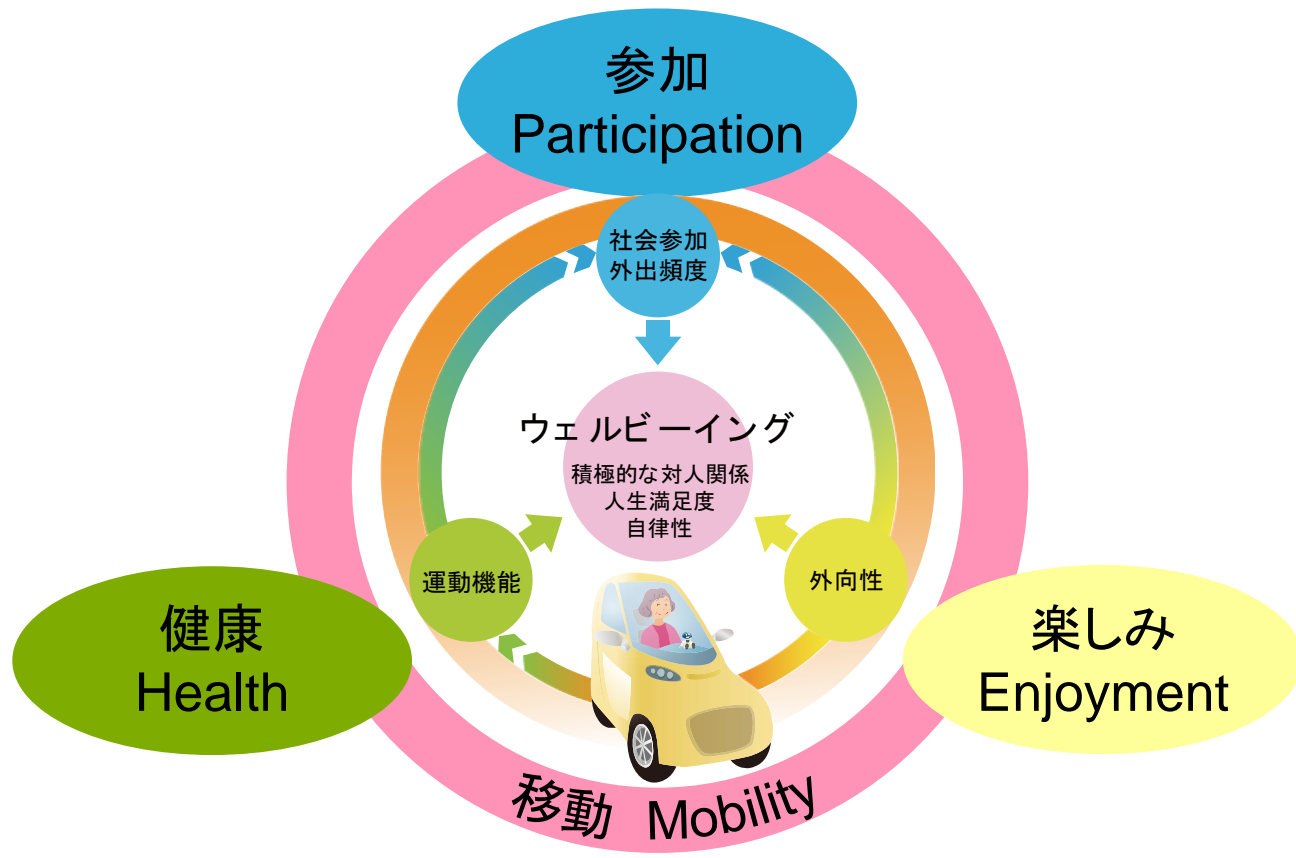 参加
Participation
社会参加
外出頻度
ウェルビーイング
積極的な対人関係
人生満足度
自律性
運動機能
外向性
健康
Health
楽しみ
Enjoyment
移動 Mobility